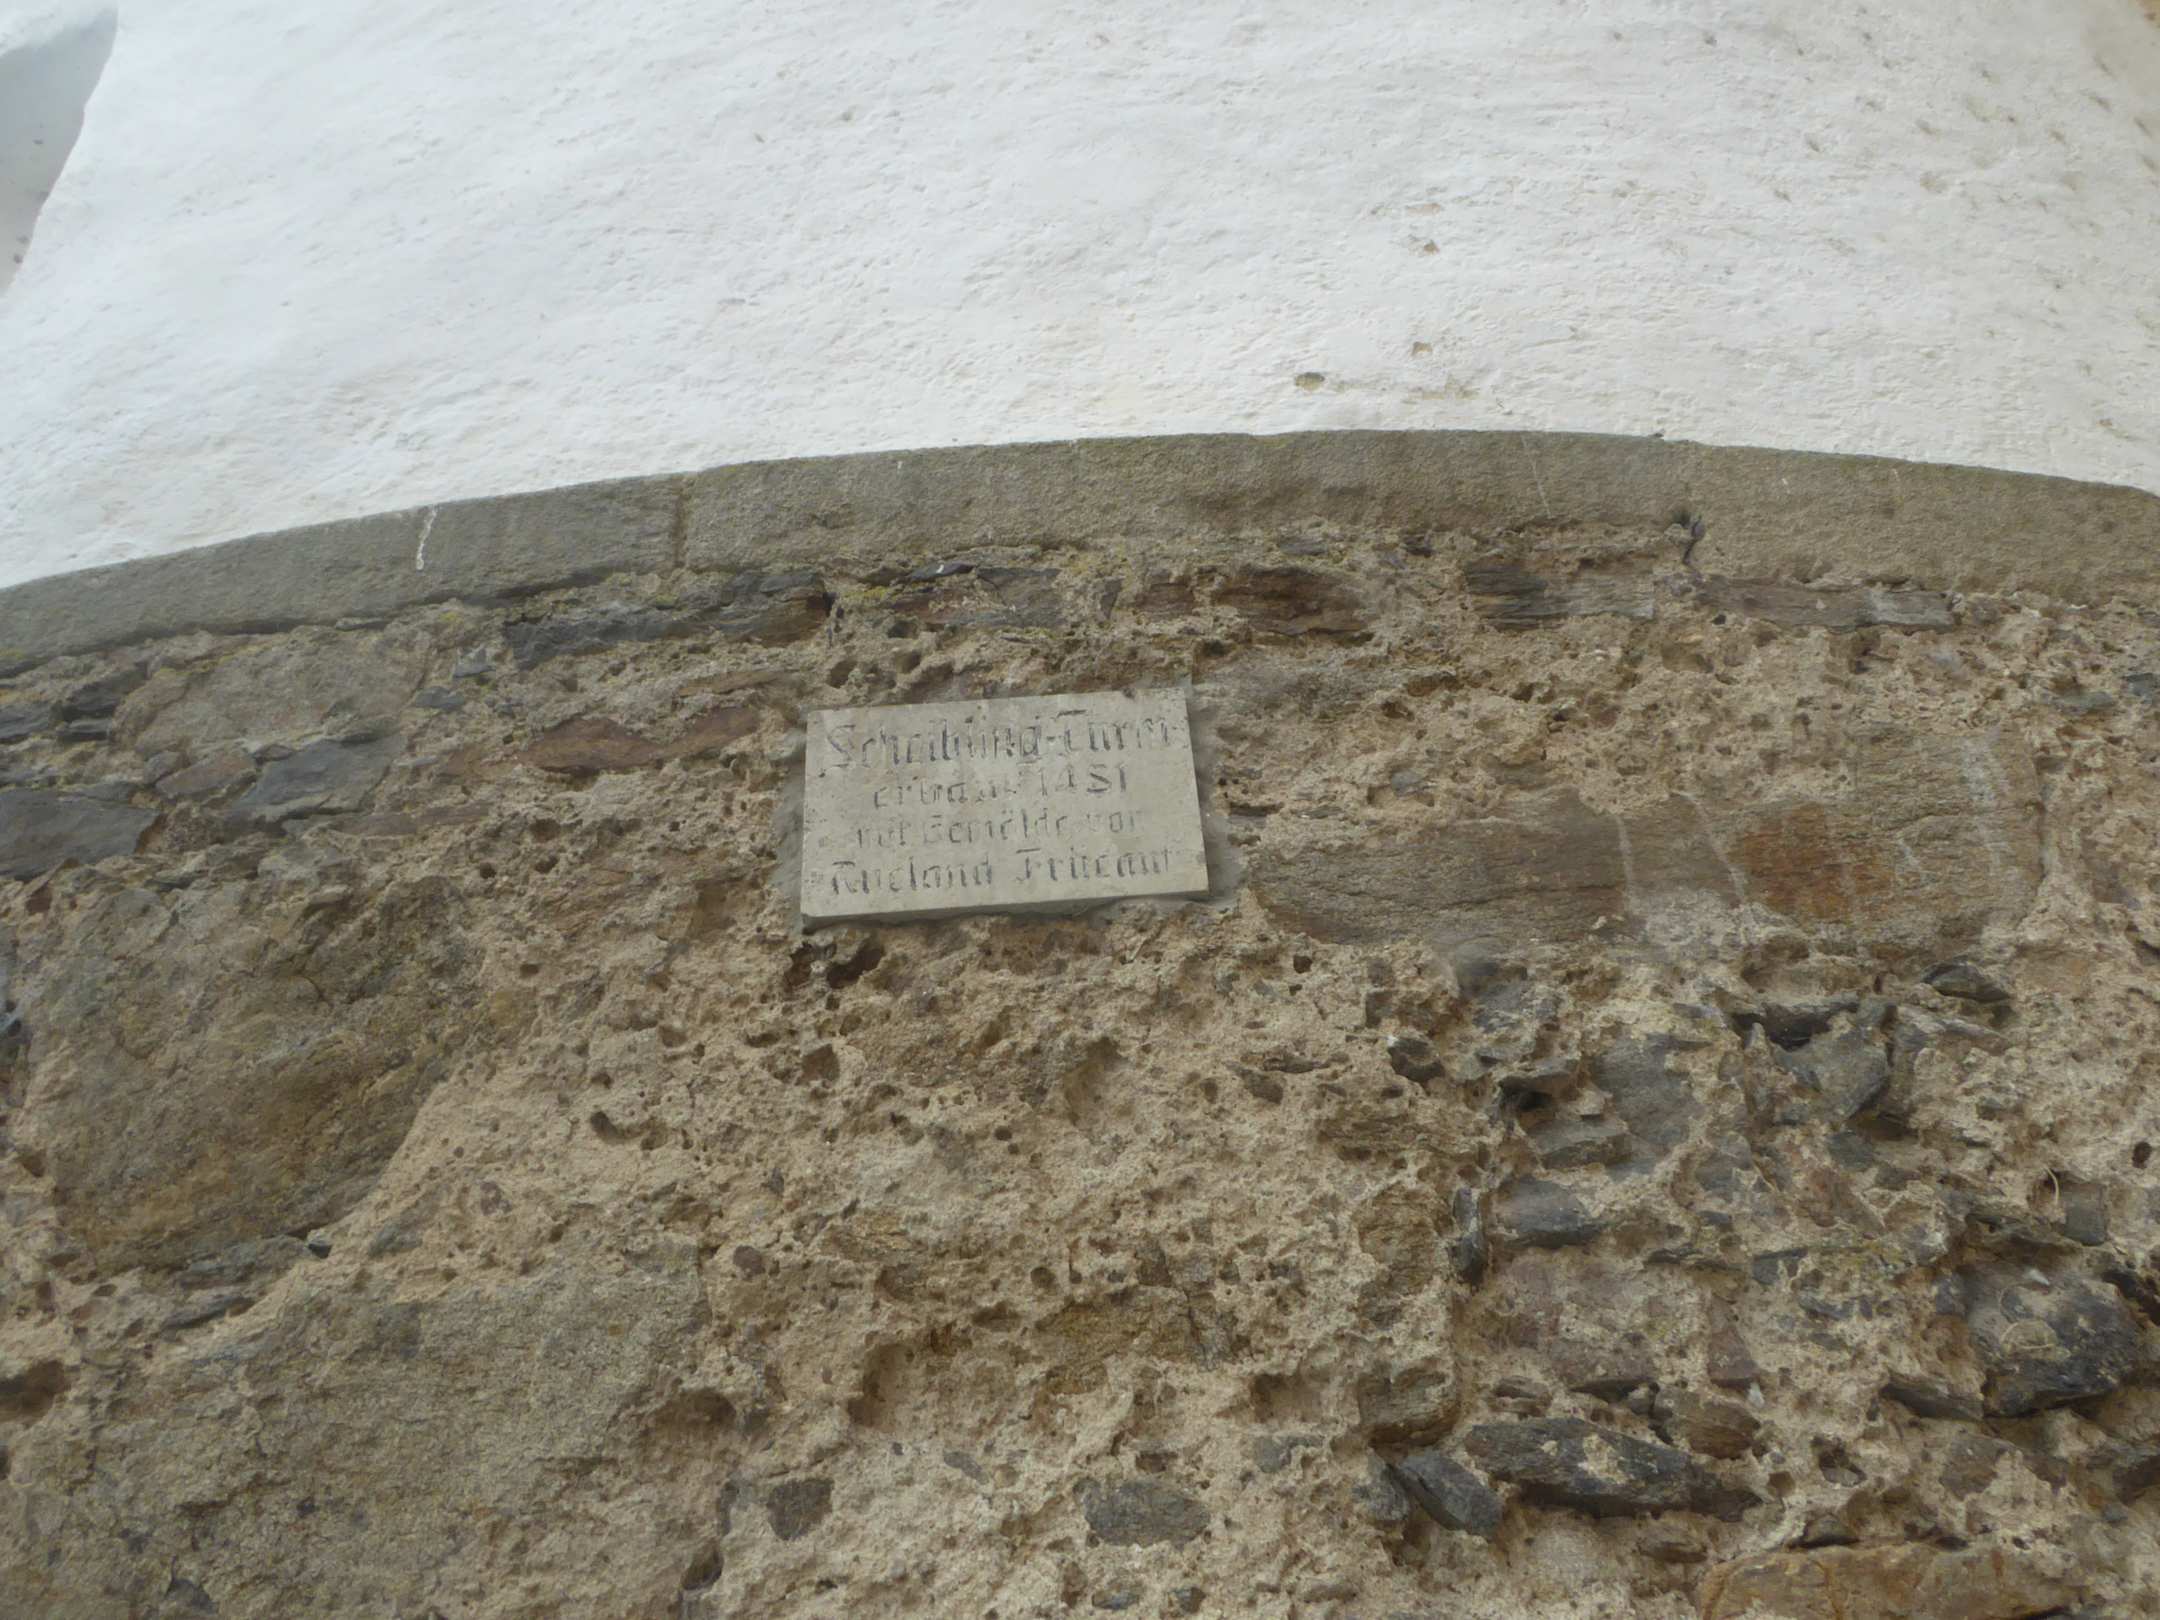 Scheibling-Turm
erbaut 1481
mit Gemälde von
Rueland Frueauf